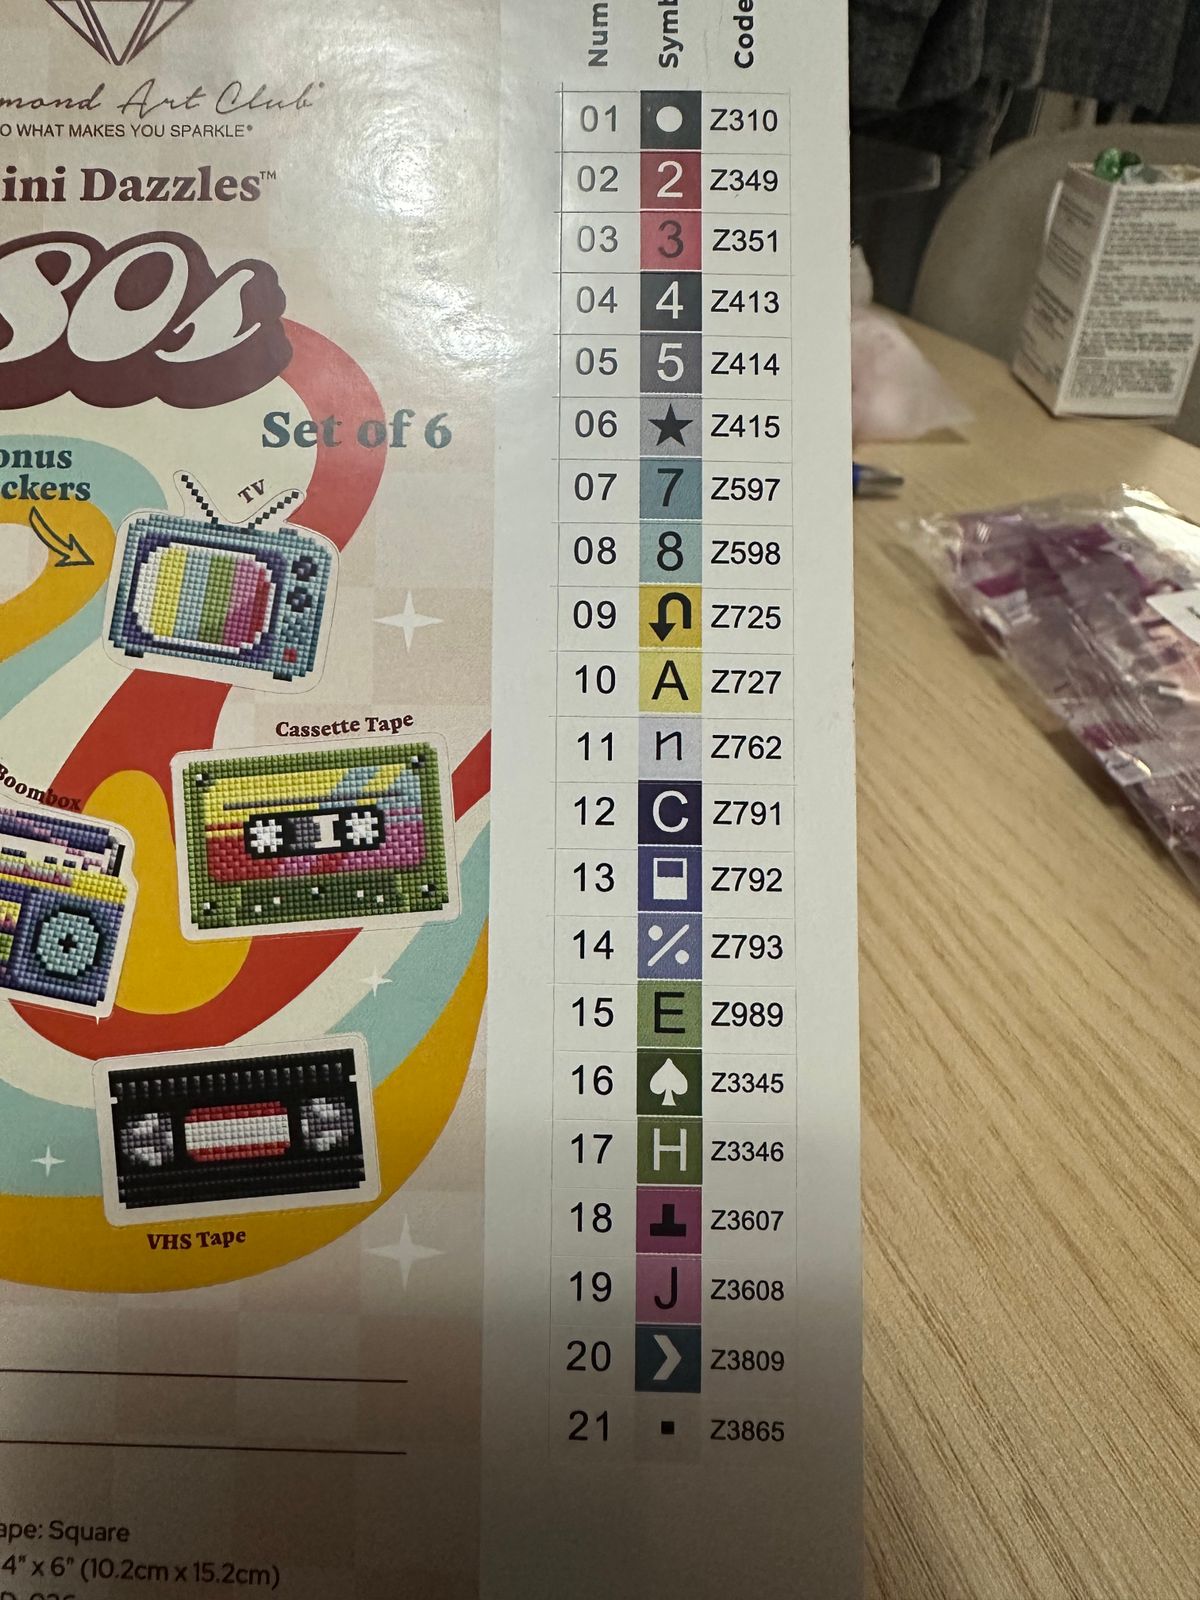 Art Club
O WHAT MAKES YOU SPARKLE®
ini Dazzles™
80s
Set of 6
onus
ckers
TV
Cassette Tape
Boombox
VHS Tape
ape: Square
4" x 6" (10.2cm x 15.2cm)
Num Symb Code
01 ● Z310
02 2 Z349
03 3 Z351
04 4 Z413
05 5 Z414
06 ★ Z415
07 7 Z597
08 8 Z598
09 Z725
10 A Z727
11 n Z762
12 C Z791
13 Z792
14 ⁒ Z793
15 E Z989
16 ♠ Z3345
17 H Z3346
18 ⊥ Z3607
19 J Z3608
20 ❯ Z3809
21 ▪ Z3865